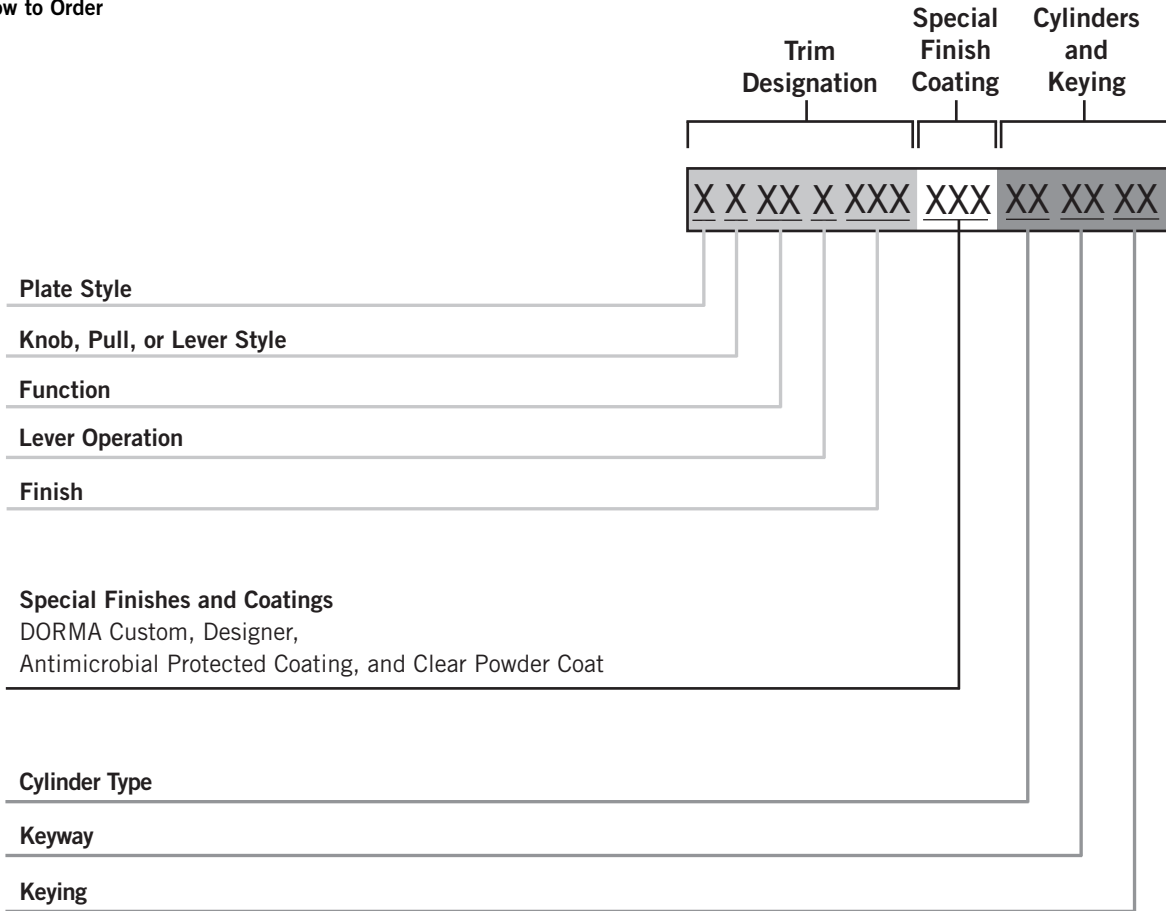 ow to Order
Special
Finish
Coating
Cylinders
and
Keying
Trim
Designation
X X XX X XXX XXX XX XX XX
Plate Style
Knob, Pull, or Lever Style
Function
Lever Operation
Finish
Special Finishes and Coatings
DORMA Custom, Designer,
Antimicrobial Protected Coating, and Clear Powder Coat
Cylinder Type
Keyway
Keying